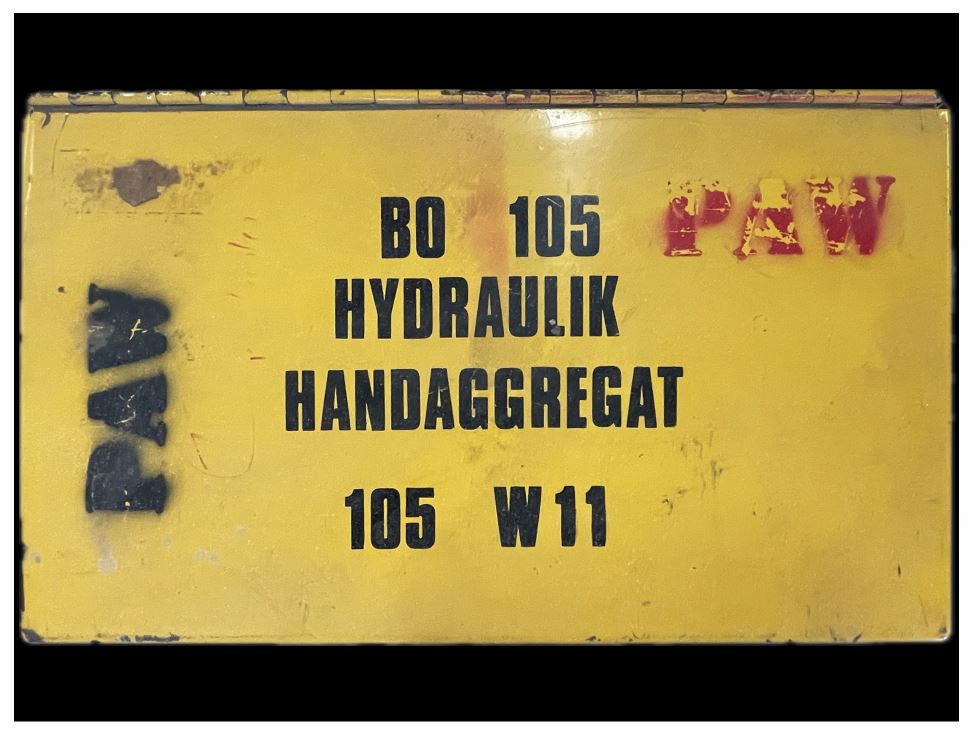 BO 105
PAW
HYDRAULIK
HANDAGGREGAT
105 W11
PAW